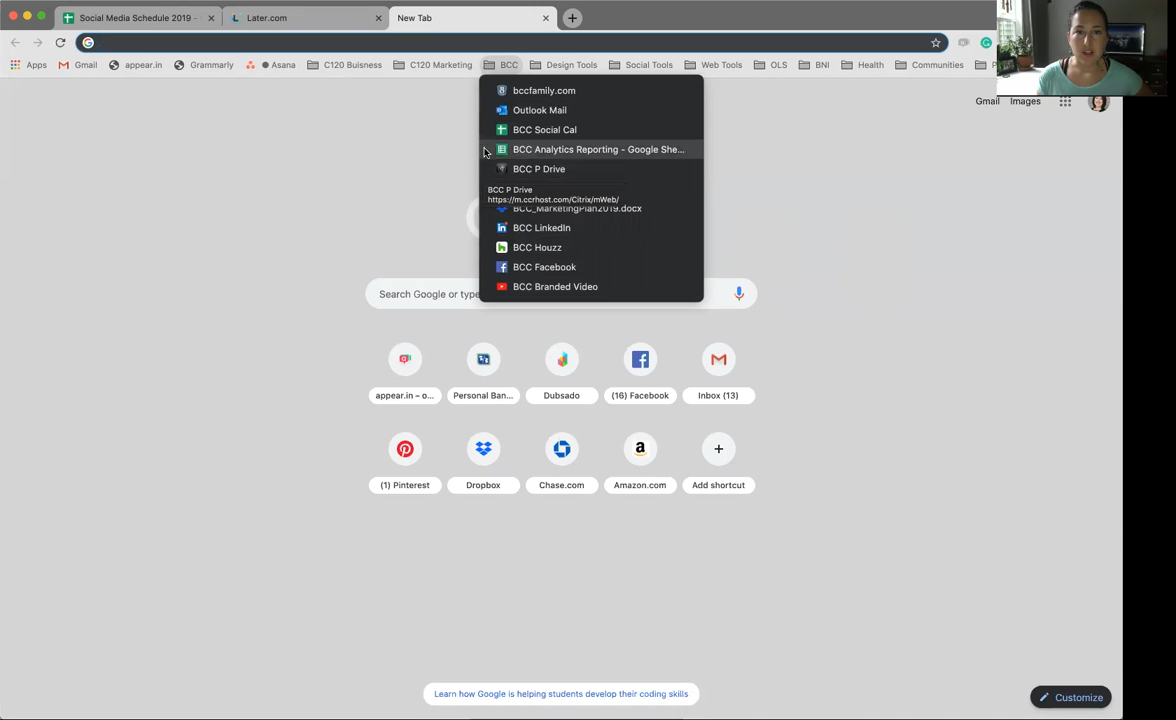 Social Media Schedule 2019 -
Later.com
New Tab
Apps
Gmail
appear.in
Grammarly
Asana
C120 Buisness
C120 Marketing
BCC
Design Tools
Social Tools
Web Tools
OLS
BNI
Health
Communities
P
bccfamily.com
Outlook Mail
BCC Social Cal
BCC Analytics Reporting - Google She...
BCC P Drive
BCC P Drive
https://m.ccrhost.com/Citrix/mWeb/
BCC_MarketingPlan2019.docx
BCC LinkedIn
BCC Houzz
BCC Facebook
BCC Branded Video
Gmail Images
Search Google or type
appear.in – o...
Personal Ban...
Dubsado
(16) Facebook
Inbox (13)
(1) Pinterest
Dropbox
Chase.com
Amazon.com
Add shortcut
Learn how Google is helping students develop their coding skills
Customize